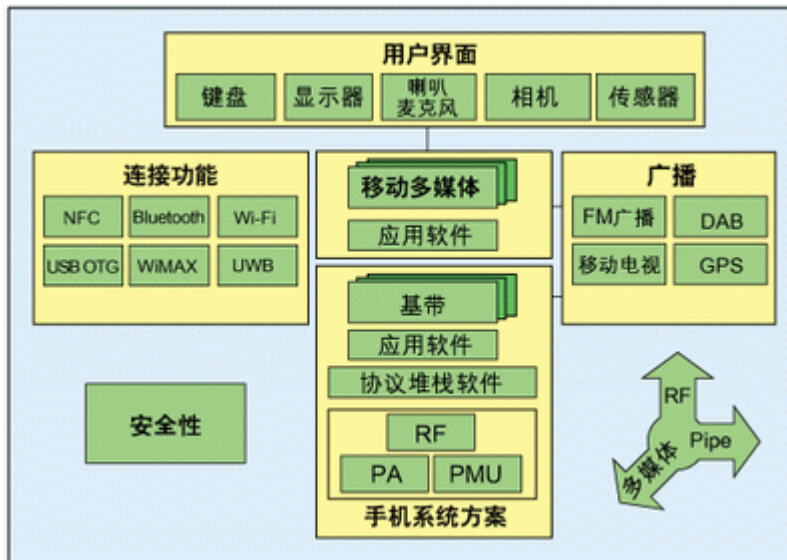 用户界面
键盘
显示器
喇叭
麦克风
相机
传感器
连接功能
NFC
Bluetooth
Wi-Fi
USB OTG
WiMAX
UWB
移动多媒体
应用软件
广播
FM广播
DAB
移动电视
GPS
基带
应用软件
协议堆栈软件
RF
PA
PMU
手机系统方案
安全性
RF
Pipe
多媒体